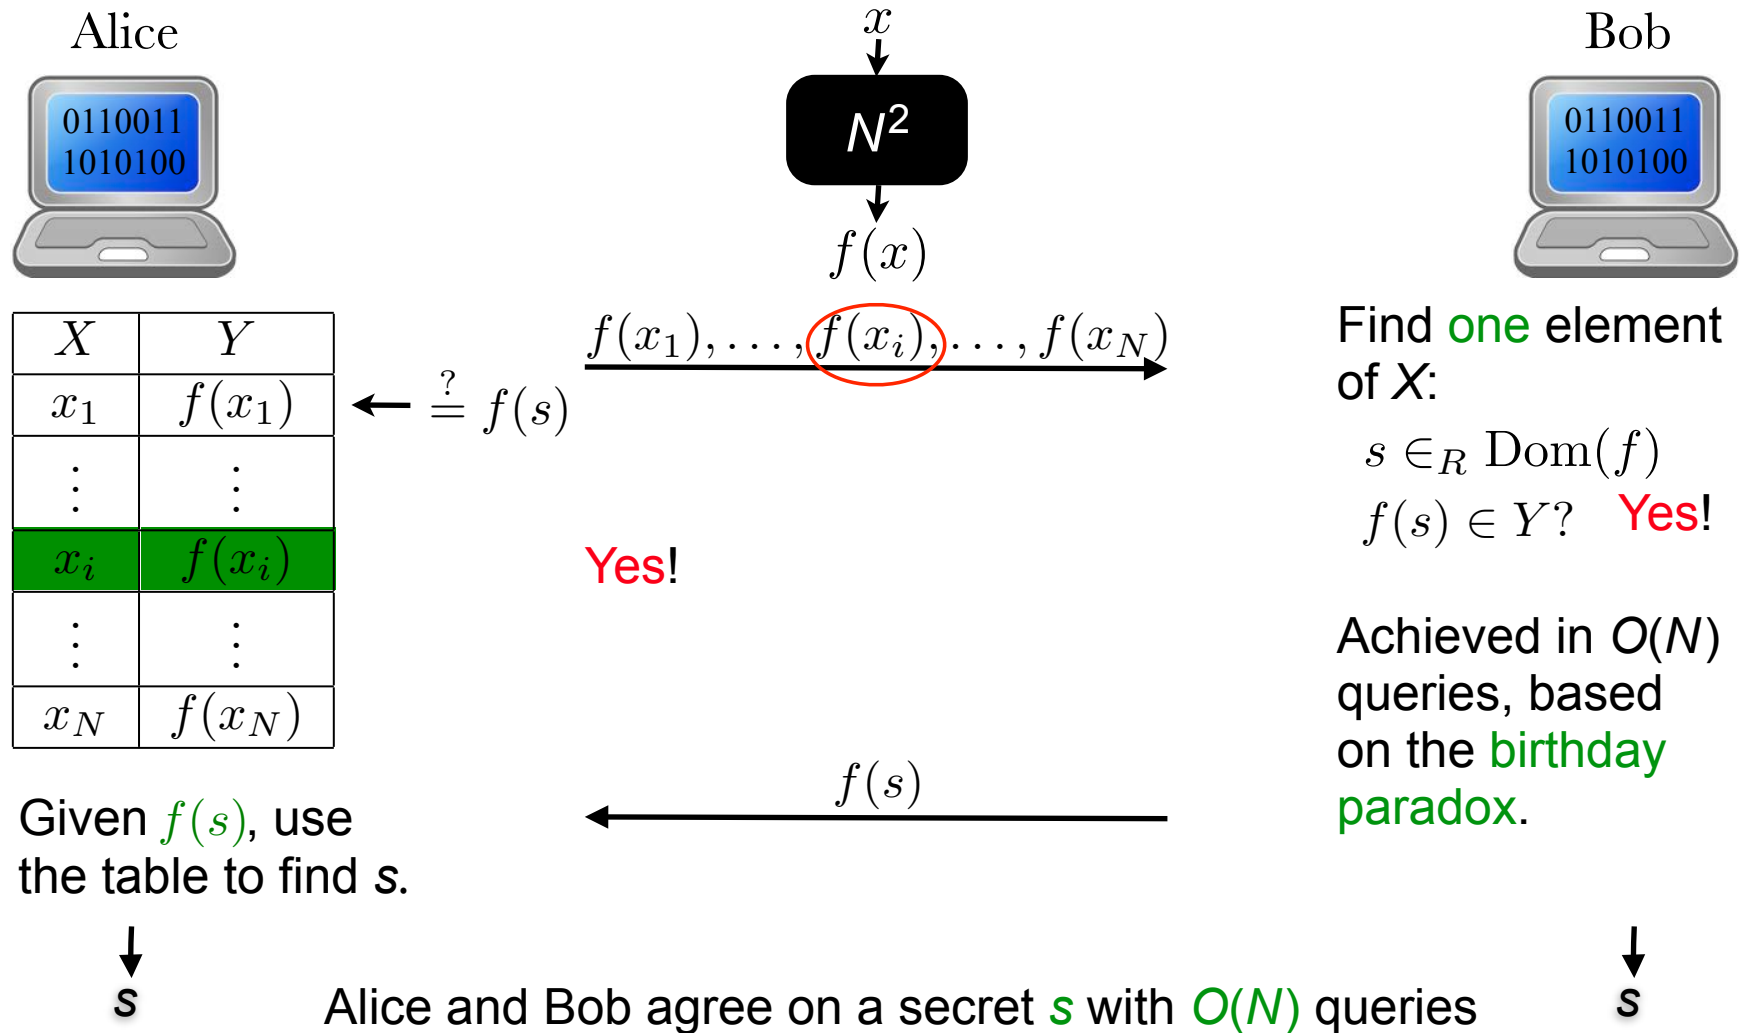 Alice
x
Bob
0110011
1010100
N²
0110011
1010100
f(x)
X Y
x₁ f(x₁)
⋮ ⋮
xᵢ f(xᵢ)
⋮ ⋮
x_N f(x_N)
≟ f(s)
f(x₁), . . . , f(xᵢ), . . . , f(x_N)
Yes!
Find one element
of X:
s ∈_R Dom(f)
f(s) ∈ Y? Yes!
Achieved in O(N)
queries, based
on the birthday
paradox.
f(s)
Given f(s), use
the table to find s.
s
Alice and Bob agree on a secret s with O(N) queries
s